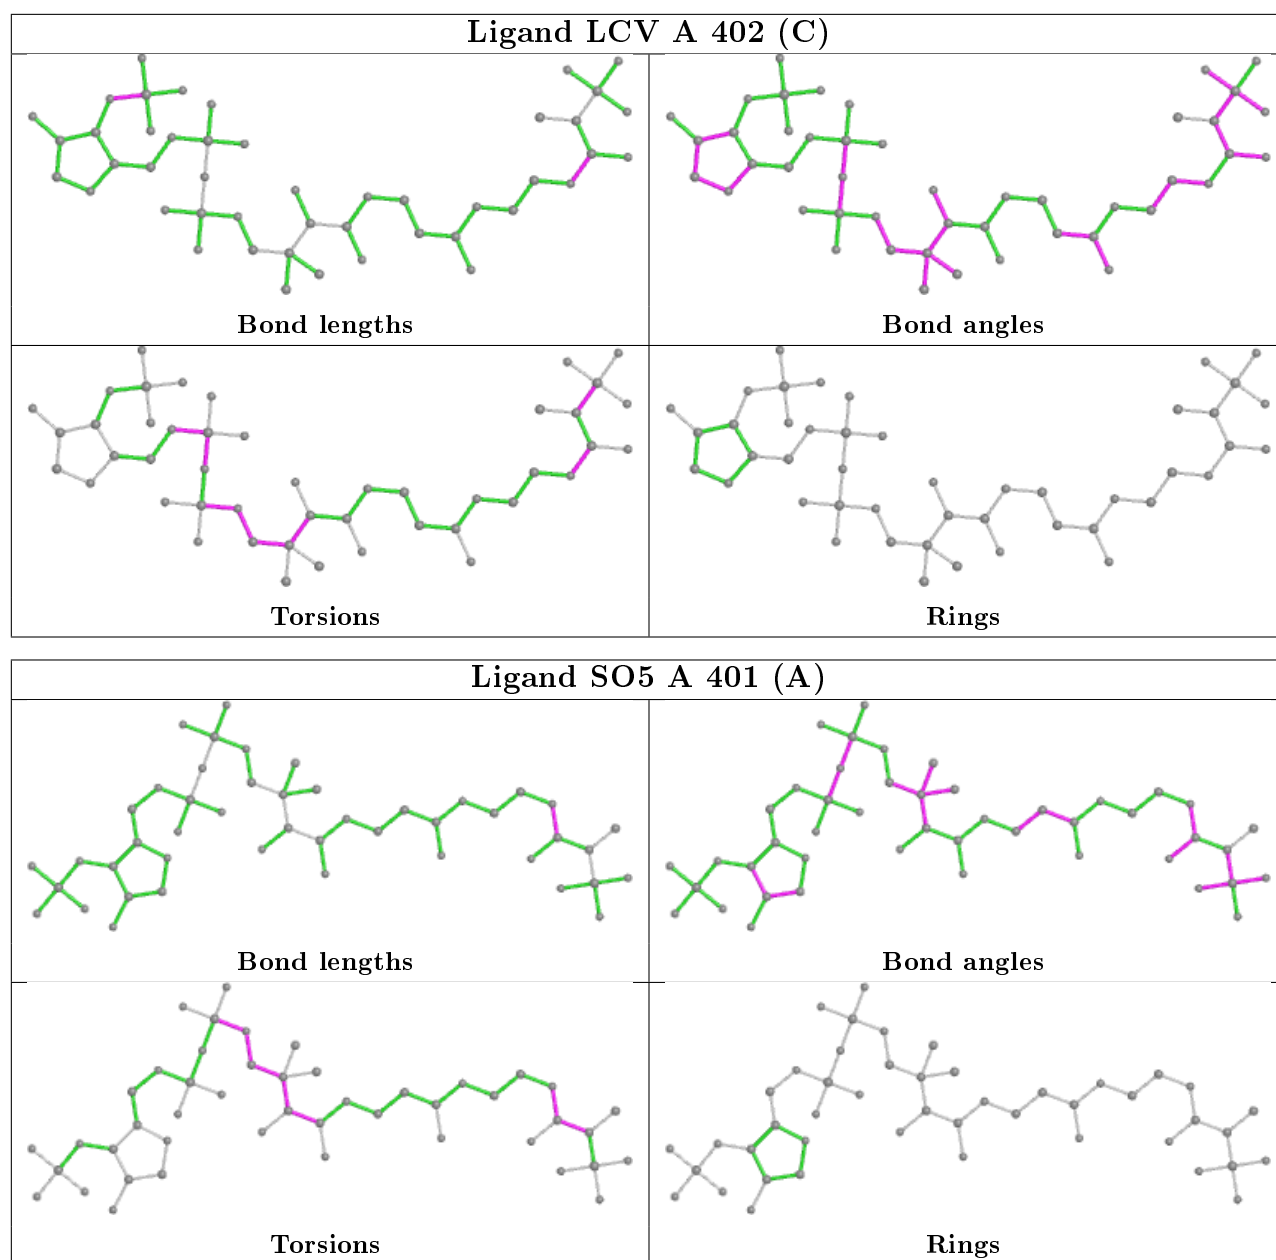 Ligand LCV A 402 (C)
Bond lengths
Bond angles
Torsions
Rings
Ligand SO5 A 401 (A)
Bond lengths
Bond angles
Torsions
Rings